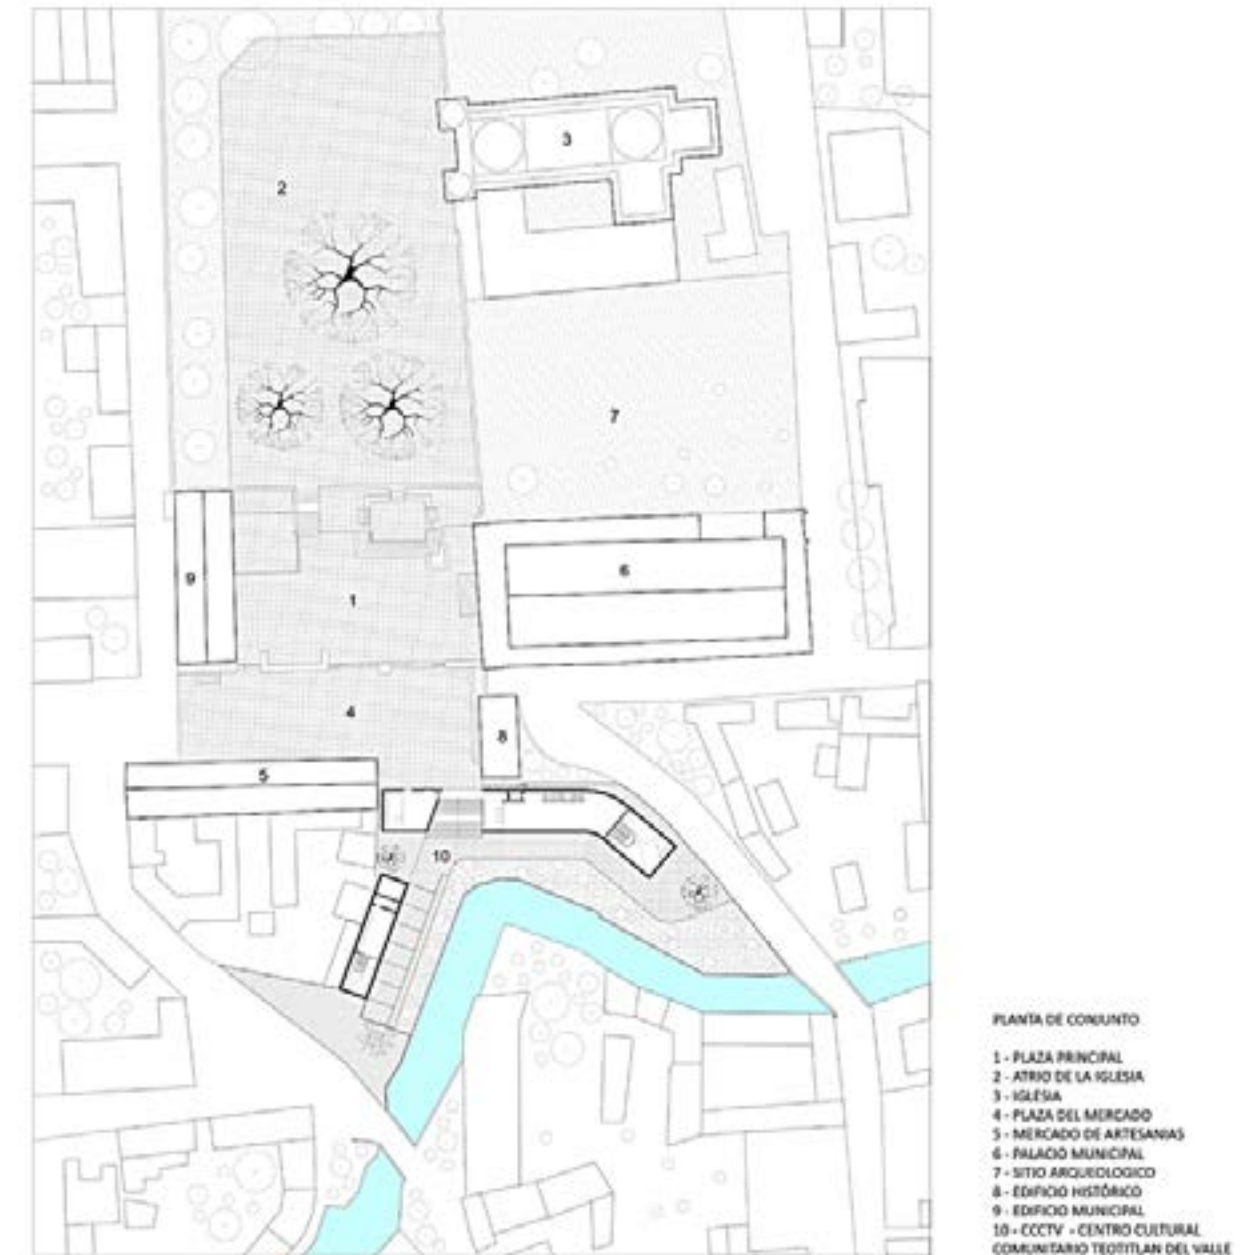 3
2
7
9
6
1
4
8
5
10
PLANTA DE CONJUNTO
1 - PLAZA PRINCIPAL
2 - ATRIO DE LA IGLESIA
3 - IGLESIA
4 - PLAZA DEL MERCADO
5 - MERCADO DE ARTESANIAS
6 - PALACIO MUNICIPAL
7 - SITIO ARQUEOLOGICO
8 - EDIFICIO HISTÓRICO
9 - EDIFICIO MUNICIPAL
10 - CCCTV - CENTRO CULTURAL
COMUNITARIO TEOTITLAN DEL VALLE